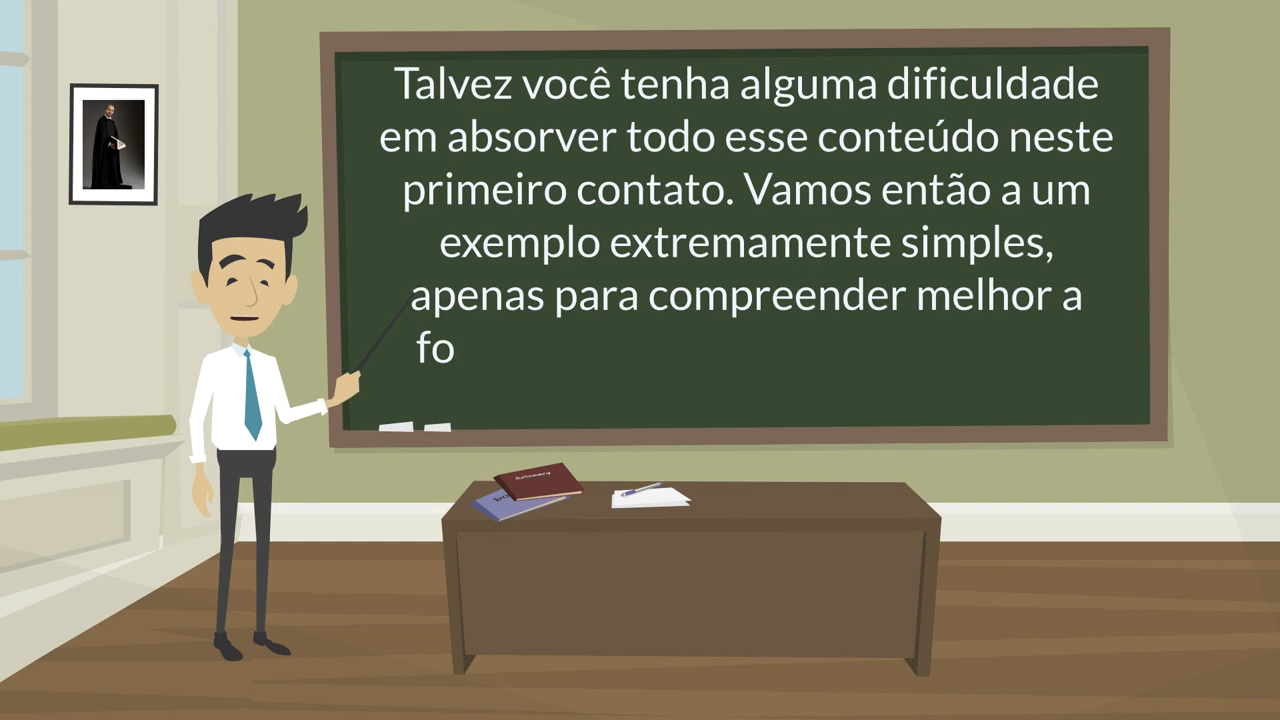 Talvez você tenha alguma dificuldade
em absorver todo esse conteúdo neste
primeiro contato. Vamos então a um
exemplo extremamente simples,
apenas para compreender melhor a
fo
dictionary